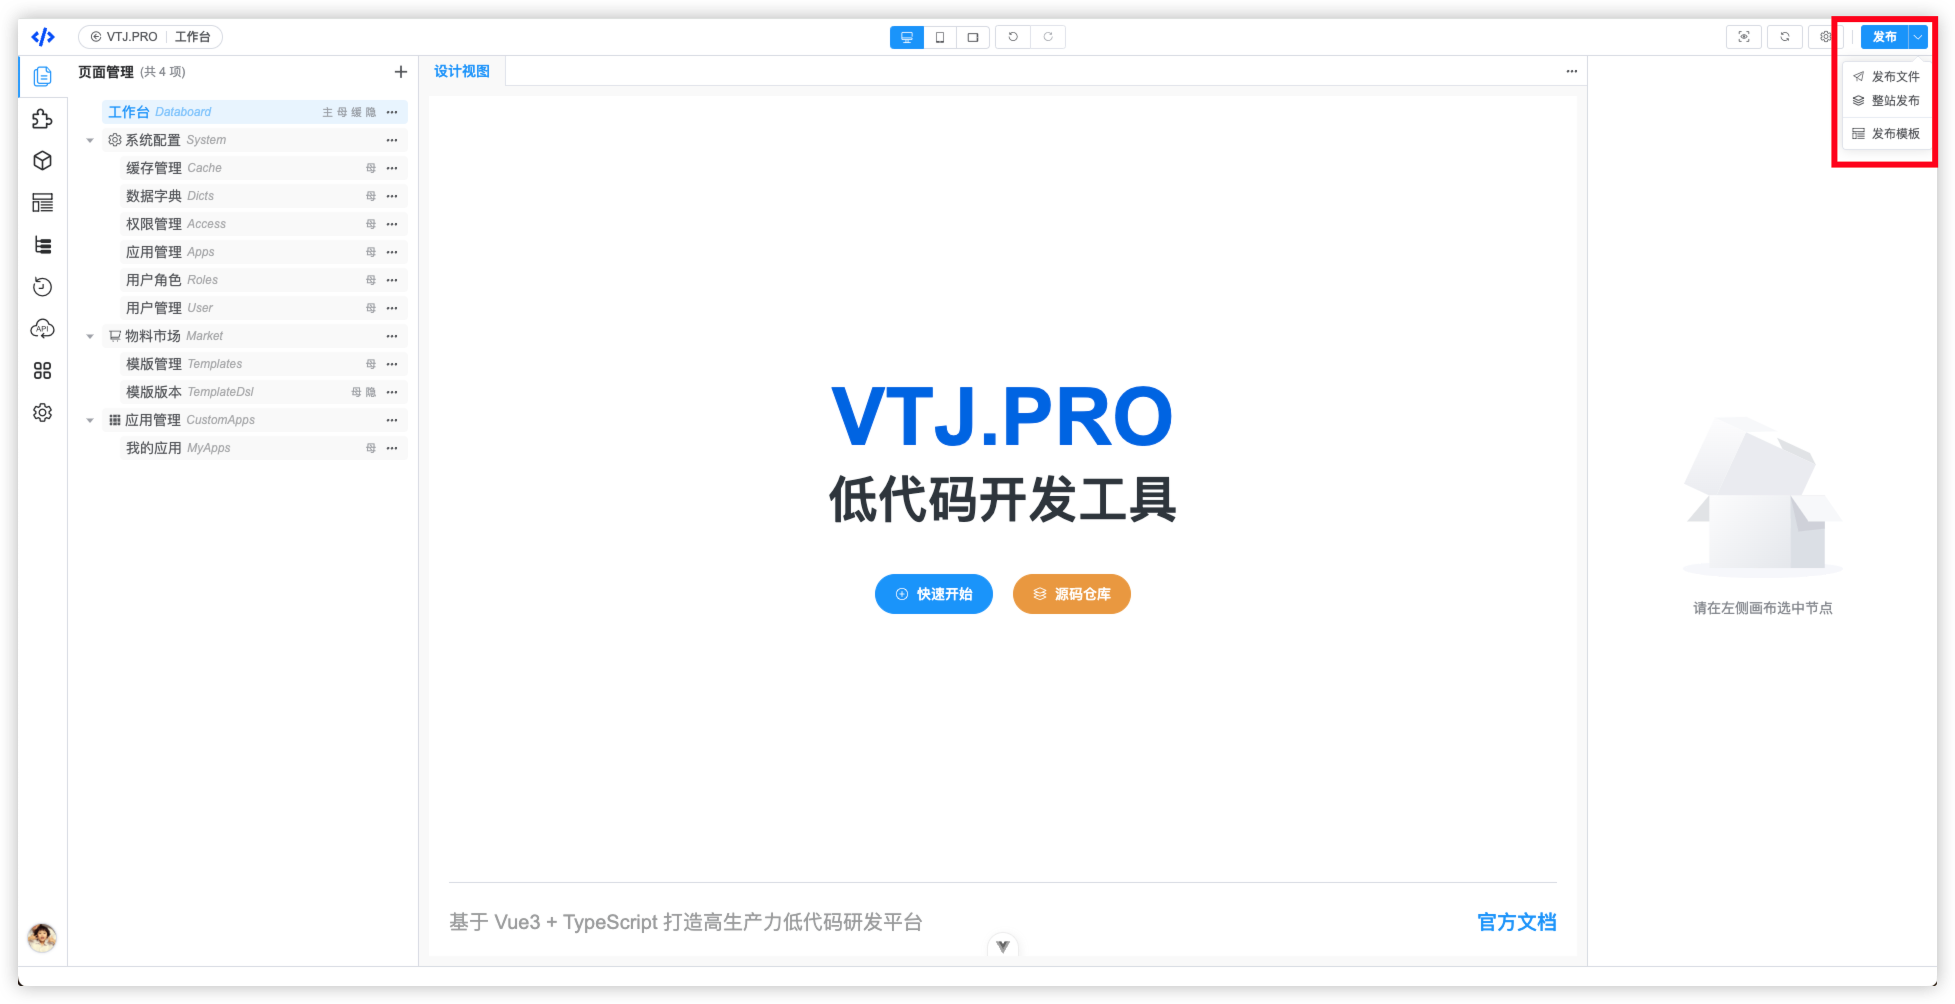 VTJ.PRO 工作台
发布
页面管理 (共 4 项)
设计视图
发布文件
整站发布
发布模板
工作台 Databoard 主 母 缓 隐
系统配置 System
缓存管理 Cache 母
数据字典 Dicts 母
权限管理 Access 母
应用管理 Apps 母
用户角色 Roles 母
用户管理 User 母
物料市场 Market
模版管理 Templates 母
模版版本 TemplateDsl 母 隐
应用管理 CustomApps
我的应用 MyApps 母
API
VTJ.PRO
低代码开发工具
快速开始
源码仓库
请在左侧画布选中节点
基于 Vue3 + TypeScript 打造高生产力低代码研发平台
官方文档